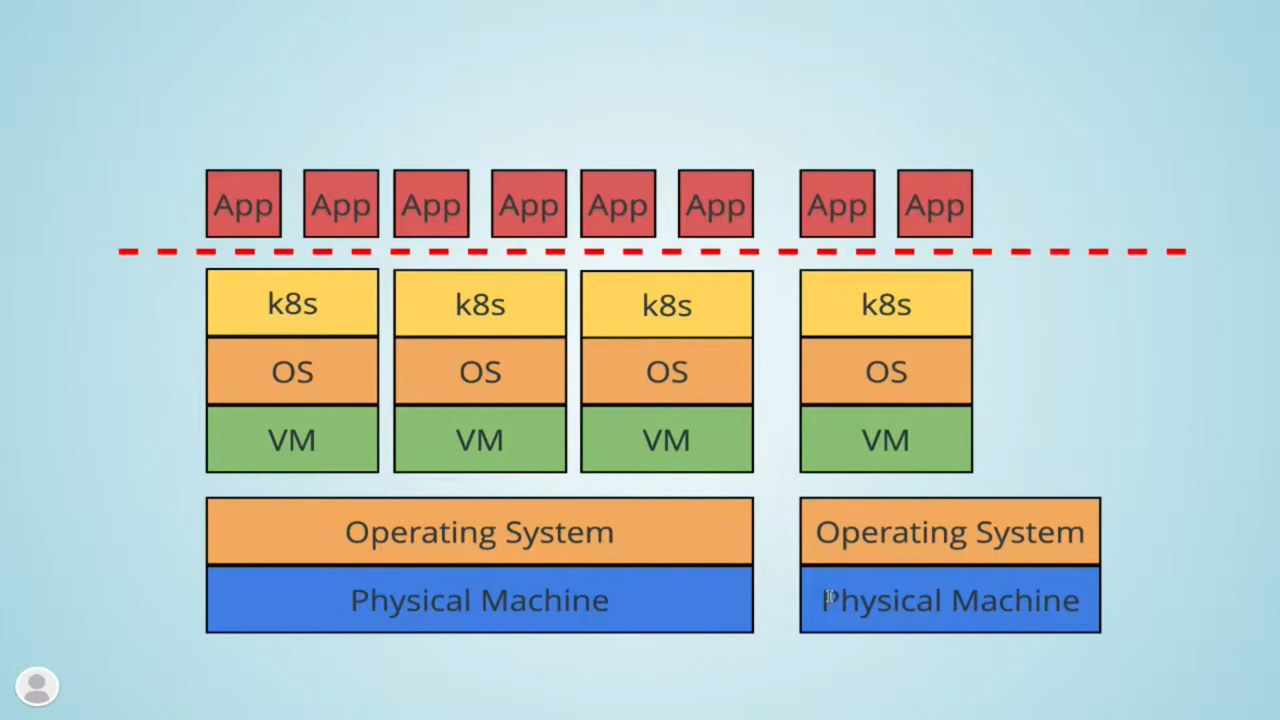 App App App App App App App App
k8s k8s k8s k8s
OS OS OS OS
VM VM VM VM
Operating System Operating System
Physical Machine Physical Machine